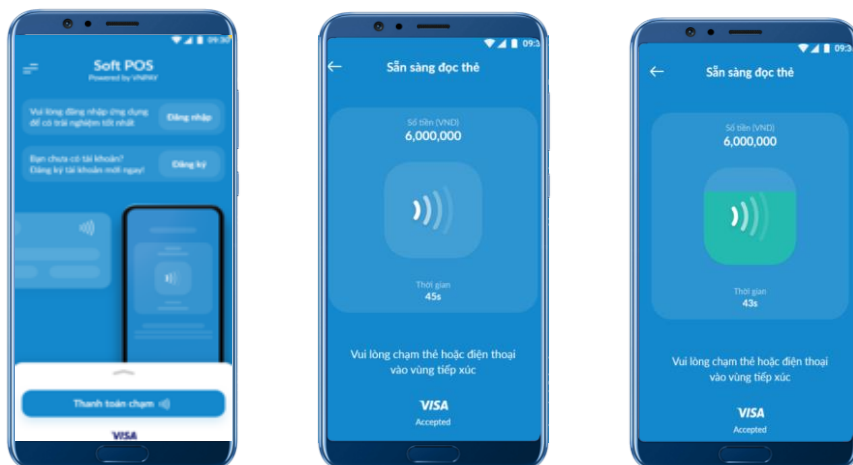 09:30
Soft POS
Powered by VNPAY
Vui lòng đăng nhập ứng dụng
để có trải nghiệm tốt nhất
Đăng nhập
Bạn chưa có tài khoản?
Đăng ký tài khoản mới ngay!
Đăng ký
Thanh toán chạm
VISA
09:3
Sẵn sàng đọc thẻ
Số tiền (VND)
6,000,000
Thời gian
45s
Vui lòng chạm thẻ hoặc điện thoại
vào vùng tiếp xúc
VISA
Accepted
09:3
Sẵn sàng đọc thẻ
Số tiền (VND)
6,000,000
Thời gian
43s
Vui lòng chạm thẻ hoặc điện thoại
vào vùng tiếp xúc
VISA
Accepted